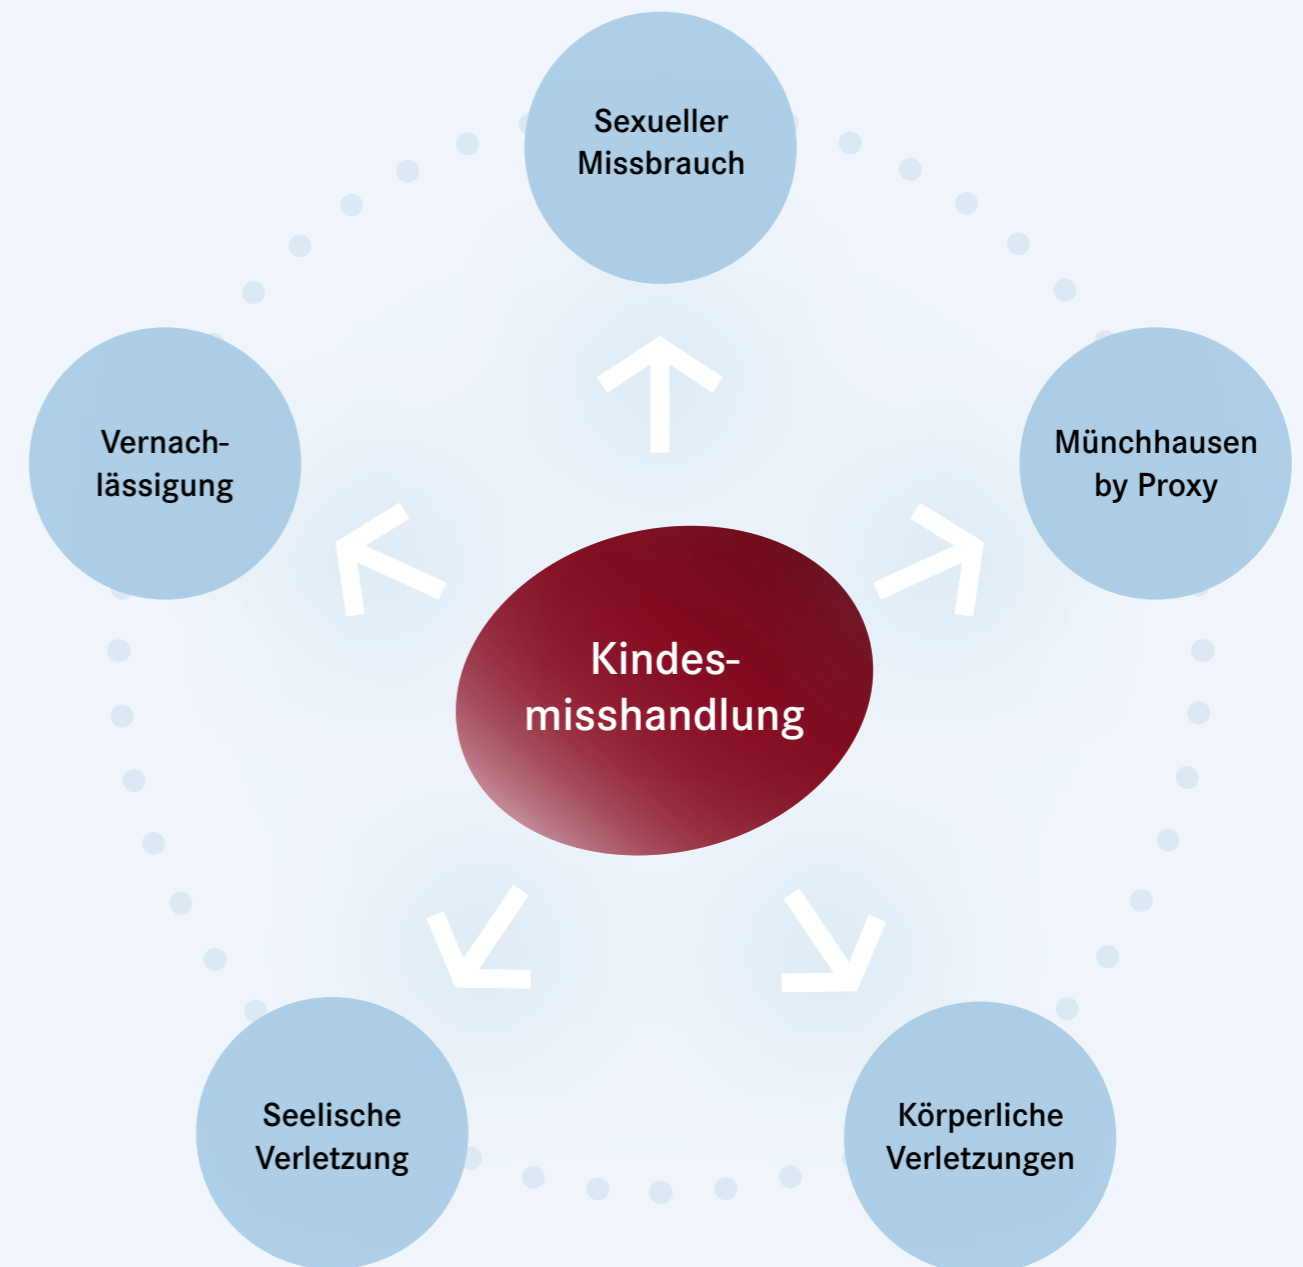 Sexueller
Missbrauch
Vernach-
lässigung
Münchhausen
by Proxy
Kindes-
misshandlung
Seelische
Verletzung
Körperliche
Verletzungen